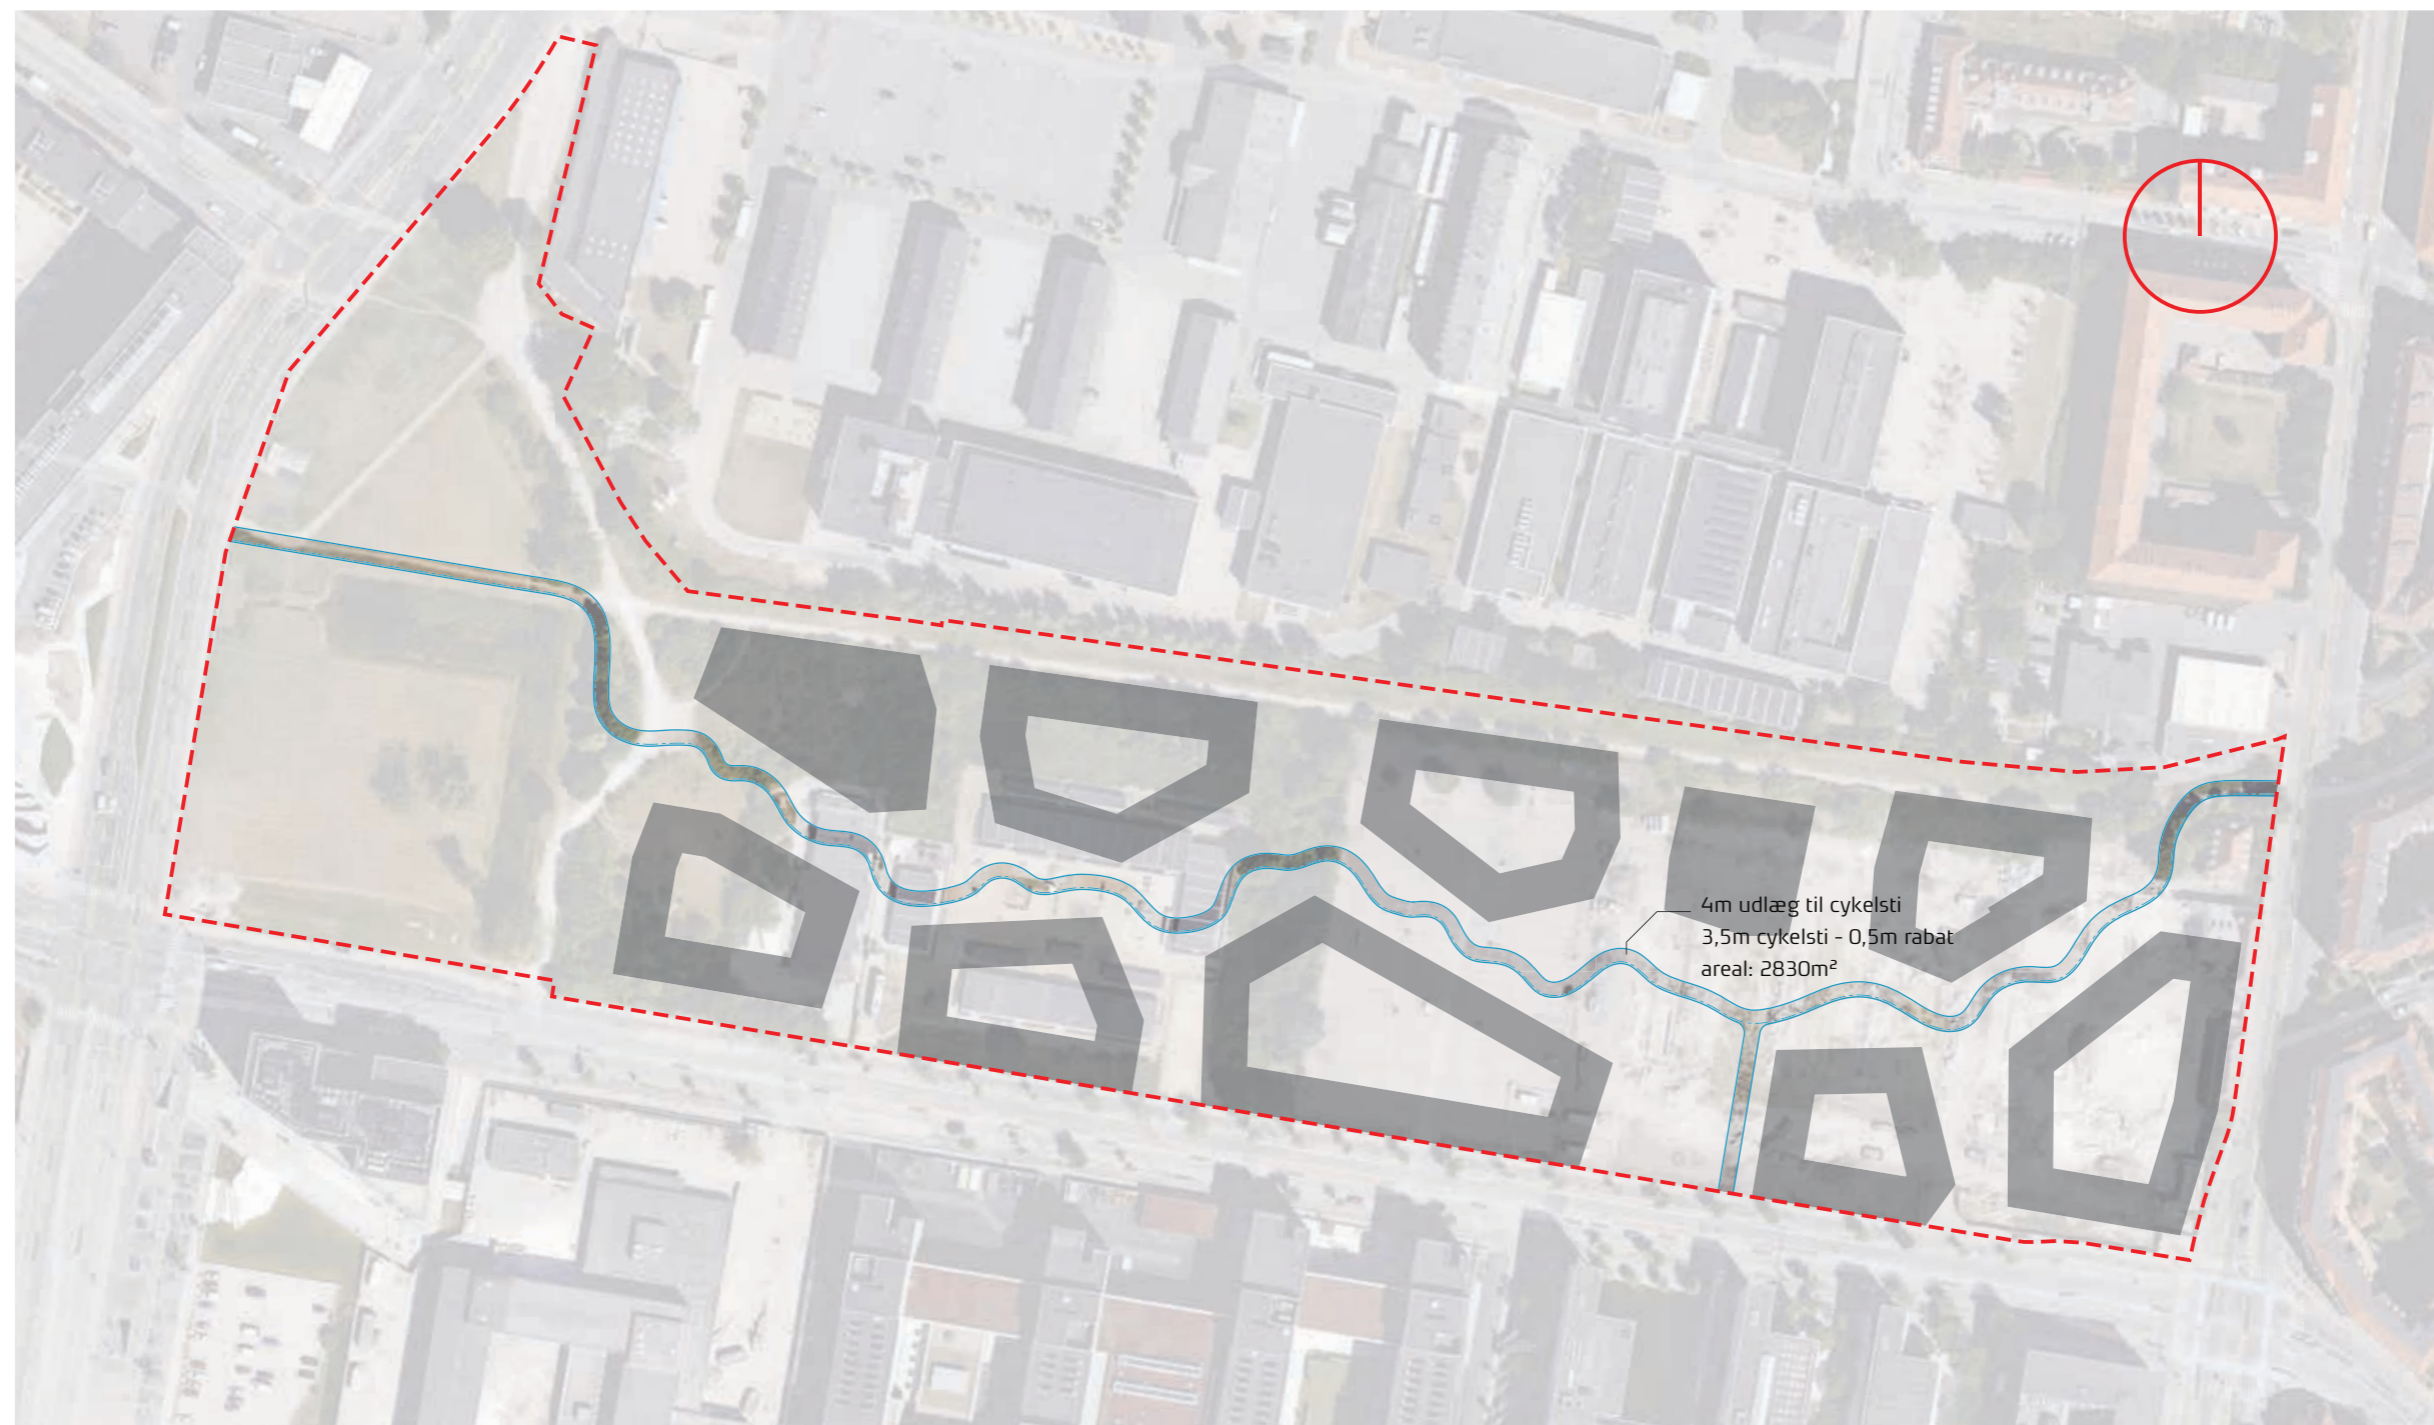 4m udlæg til cykelsti
3,5m cykelsti - 0,5m rabat
areal: 2830m²